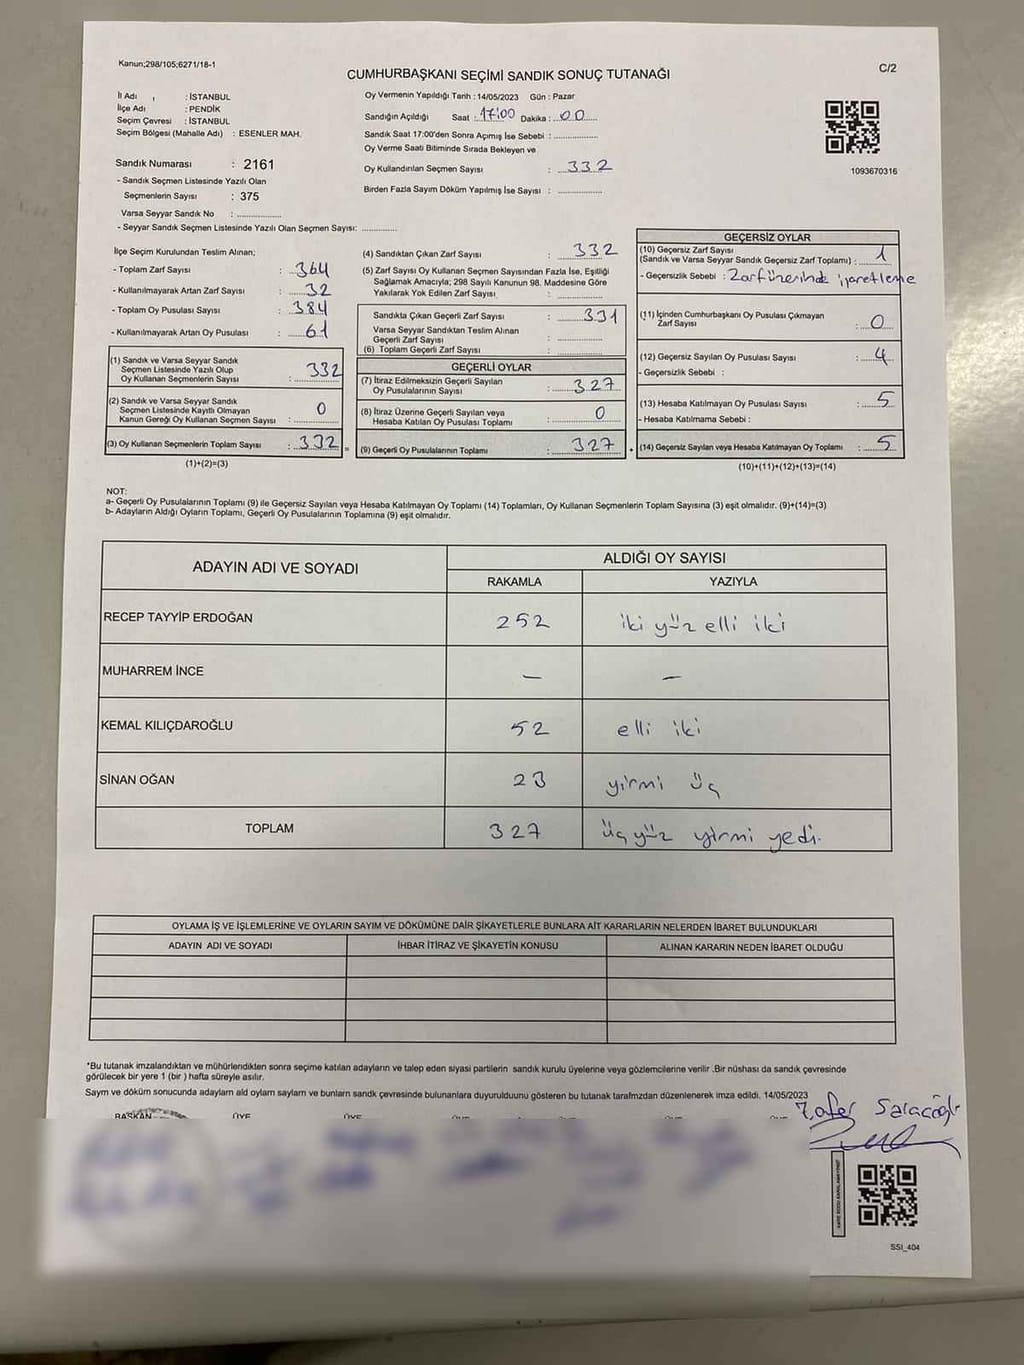 Kanun;298/105;6271/18-1
C/2
CUMHURBAŞKANI SEÇİMİ SANDIK SONUÇ TUTANAĞI
İl Adı : İSTANBUL
İlçe Adı : PENDİK
Seçim Çevresi : İSTANBUL
Seçim Bölgesi (Mahalle Adı) : ESENLER MAH.
Sandık Numarası : 2161
- Sandık Seçmen Listesinde Yazılı Olan
Seçmenlerin Sayısı : 375
Varsa Seyyar Sandık No :
- Seyyar Sandık Seçmen Listesinde Yazılı Olan Seçmen Sayısı:
Oy Vermenin Yapıldığı Tarih : 14/05/2023 Gün : Pazar
Sandığın Açıldığı Saat : 17:00 Dakika : 00
Sandık Saat 17:00'den Sonra Açımış İse Sebebi :
Oy Verme Saati Bitiminde Sırada Bekleyen ve
Oy Kullandırılan Seçmen Sayısı : 332
Birden Fazla Sayım Döküm Yapılmış İse Sayısı :
1093670316
İlçe Seçim Kurulundan Teslim Alınan;
- Toplam Zarf Sayısı : 364
- Kullanılmayarak Artan Zarf Sayısı : 32
- Toplam Oy Pusulası : 384
- Kullanılmayarak Artan Oy Pusulası : 61
(1) Sandık ve Varsa Seyyar Sandık
Seçmen Listesinde Yazılı Olup
Oy Kullanan Seçmenlerin Sayısı : 332
(2) Sandık ve Varsa Seyyar Sandık
Seçmen Listesinde Kayıtlı Olmayan
Kanun Gereği Oy Kullanan Seçmen Sayısı : 0
(3) Oy Kullanan Seçmenlerin Toplam Sayısı : 332
(1)+(2)=(3)
(4) Sandıktan Çıkan Zarf Sayısı : 332
(5) Zarf Sayısı Oy Kullanan Seçmen Sayısından Fazla İse, Eşitliği
Sağlamak Amacıyla; 298 Sayılı Kanunun 98. Maddesine Göre
Yakılarak Yok Edilen Zarf Sayısı :
Sandıkta Çıkan Geçerli Zarf Sayısı : 331
Varsa Seyyar Sandıktan Teslim Alınan
Geçerli Zarf Sayısı :
(6) Toplam Geçerli Zarf Sayısı :
GEÇERLİ OYLAR
(7) İtiraz Edilmeksizin Geçerli Sayılan
Oy Pusulalarının Sayısı : 327
(8) İtiraz Üzerine Geçerli Sayılan veya
Hesaba Katılan Oy Pusulası Toplamı : 0
(9) Geçerli Oy Pusulalarının Toplamı : 327
GEÇERSİZ OYLAR
(10) Geçersiz Zarf Sayısı
(Sandık ve Varsa Seyyar Sandık Geçersiz Zarf Toplamı) : 1
- Geçersizlik Sebebi : Zarf üzerinde işaretleme
(11) İçinden Cumhurbaşkanı Oy Pusulası Çıkmayan
Zarf Sayısı : 0
(12) Geçersiz Sayılan Oy Pusulası Sayısı : 4
- Geçersizlik Sebebi :
(13) Hesaba Katılmayan Oy Pusulası Sayısı : 5
- Hesaba Katılmama Sebebi :
(14) Geçersiz Sayılan veya Hesaba Katılmayan Oy Toplamı : 5
(10)+(11)+(12)+(13)=(14)
NOT:
a- Geçerli Oy Pusulalarının Toplamı (9) ile Geçersiz Sayılan veya Hesaba Katılmayan Oy Toplamı (14) Toplamları, Oy Kullanan Seçmenlerin Toplam Sayısına (3) eşit olmalıdır. (9)+(14)=(3)
b- Adayların Aldığı Oyların Toplamı, Geçerli Oy Pusulalarının Toplamına (9) eşit olmalıdır.
ADAYIN ADI VE SOYADI
ALDIĞI OY SAYISI
RAKAMLA YAZIYLA
RECEP TAYYİP ERDOĞAN 252 iki yüz elli iki
MUHARREM İNCE — —
KEMAL KILIÇDAROĞLU 52 elli iki
SİNAN OĞAN 23 yirmi üç
TOPLAM 327 üç yüz yirmi yedi.
OYLAMA İŞ VE İŞLEMLERİNE VE OYLARIN SAYIM VE DÖKÜMÜNE DAİR ŞİKAYETLERLE BUNLARA AİT KARARLARIN NELERDEN İBARET BULUNDUKLARI
ADAYIN ADI VE SOYADI İHBAR İTİRAZ VE ŞİKAYETİN KONUSU ALINAN KARARIN NEDEN İBARET OLDUĞU
*Bu tutanak imzalandıktan ve mühürlendikten sonra seçime katılan adayların ve talep eden siyasi partilerin sandık kurulu üyelerine veya gözlemcilerine verilir .Bir nüshası da sandık çevresinde
görülecek bir yere 1 (bir ) hafta süreyle asılır.
Sayım ve döküm sonucunda adaylarn ald oylarn saylarn ve bunların sandk çevresinde bulunanlara duyurulduunu gösteren bu tutanak tarafmzdan düzenlenerek imza edildi. 14/05/2023
BAŞKAN ÜYE ÜYE
Zafer Saraçoğlu
SSI_404